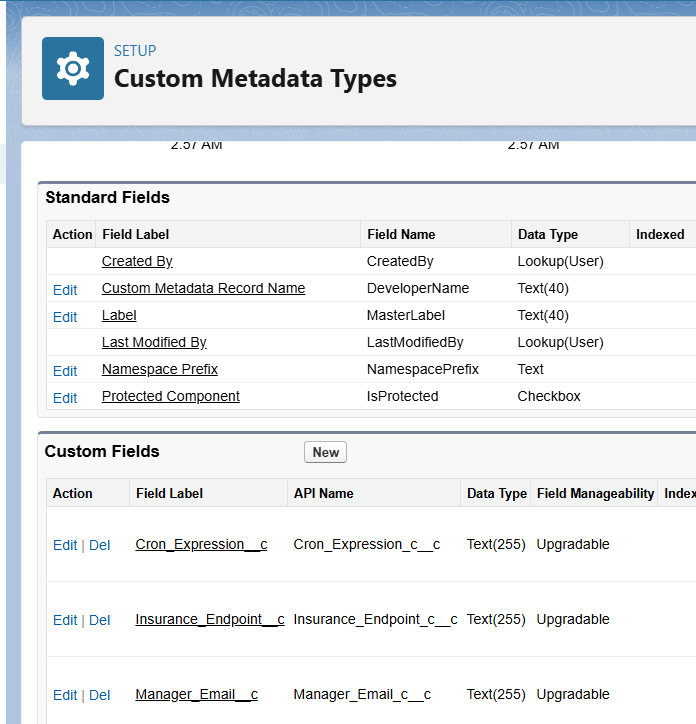 SETUP
Custom Metadata Types
2:57 AM 2:57 AM
Standard Fields
Action Field Label Field Name Data Type Indexed
Created By CreatedBy Lookup(User)
Edit Custom Metadata Record Name DeveloperName Text(40)
Edit Label MasterLabel Text(40)
Last Modified By LastModifiedBy Lookup(User)
Edit Namespace Prefix NamespacePrefix Text
Edit Protected Component IsProtected Checkbox
Custom Fields New
Action Field Label API Name Data Type Field Manageability Index
Edit | Del Cron_Expression__c Cron_Expression_c__c Text(255) Upgradable
Edit | Del Insurance_Endpoint__c Insurance_Endpoint_c__c Text(255) Upgradable
Edit | Del Manager_Email__c Manager_Email_c__c Text(255) Upgradable